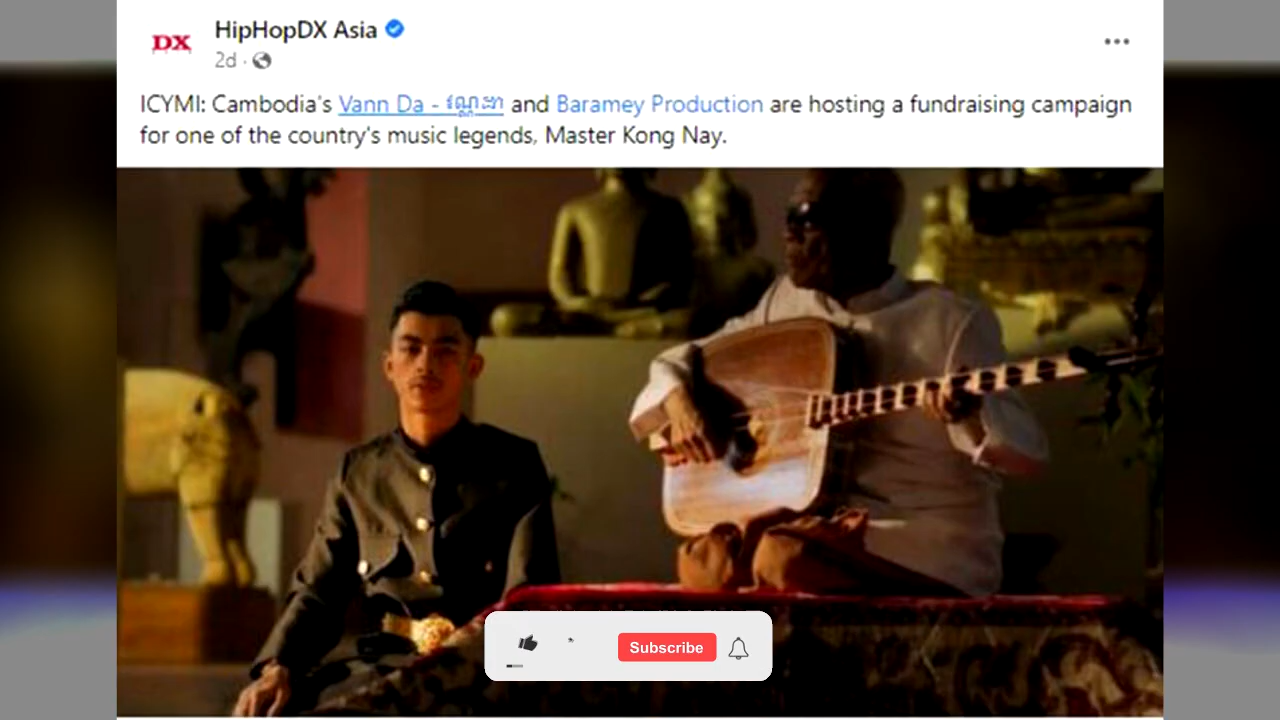 DX
HipHopDX Asia
2d ·
ICYMI: Cambodia's Vann Da - វណ្ណដា and Baramey Production are hosting a fundraising campaign
for one of the country's music legends, Master Kong Nay.
Subscribe